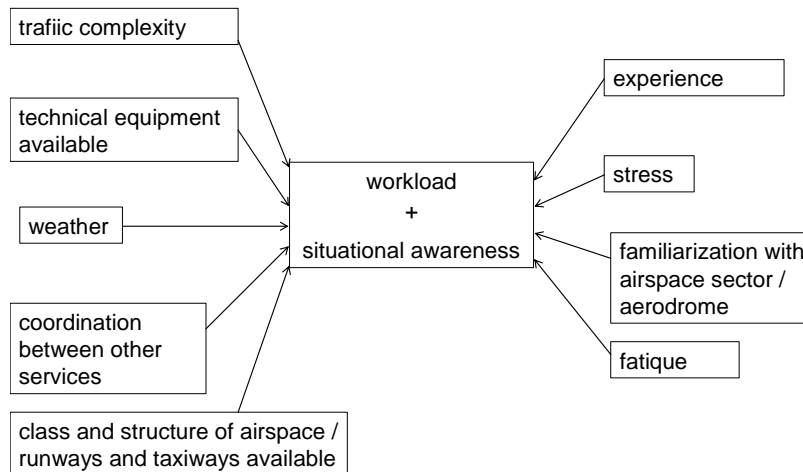 trafiic complexity
technical equipment
available
weather
coordination
between other
services
class and structure of airspace /
runways and taxiways available
workload
+
situational awareness
experience
stress
familiarization with
airspace sector /
aerodrome
fatique